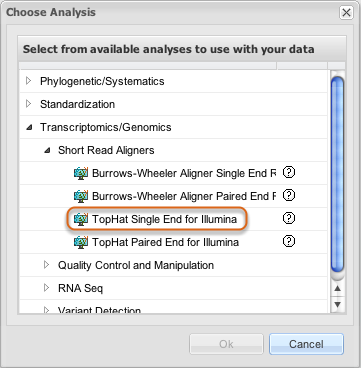 Choose Analysis
Select from available analyses to use with your data
Phylogenetic/Systematics
Standardization
Transcriptomics/Genomics
Short Read Aligners
Burrows-Wheeler Aligner Single End R
Burrows-Wheeler Aligner Paired End F
TopHat Single End for Illumina
TopHat Paired End for Illumina
Quality Control and Manipulation
RNA Seq
Variant Detection
Ok
Cancel